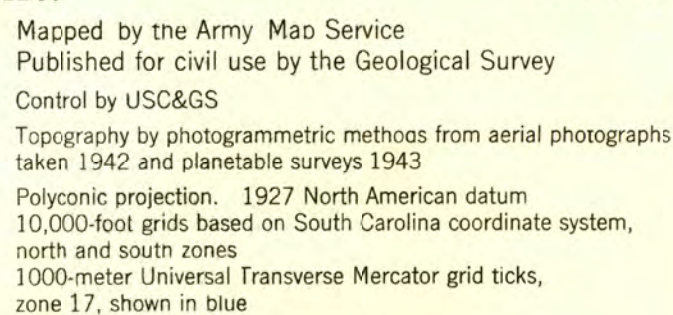 Mapped by the Army Map Service
Published for civil use by the Geological Survey
Control by USC&GS
Topography by photogrammetric methods from aerial photographs
taken 1942 and planetable surveys 1943
Polyconic projection. 1927 North American datum
10,000-foot grids based on South Carolina coordinate system,
north and south zones
1000-meter Universal Transverse Mercator grid ticks,
zone 17, shown in blue